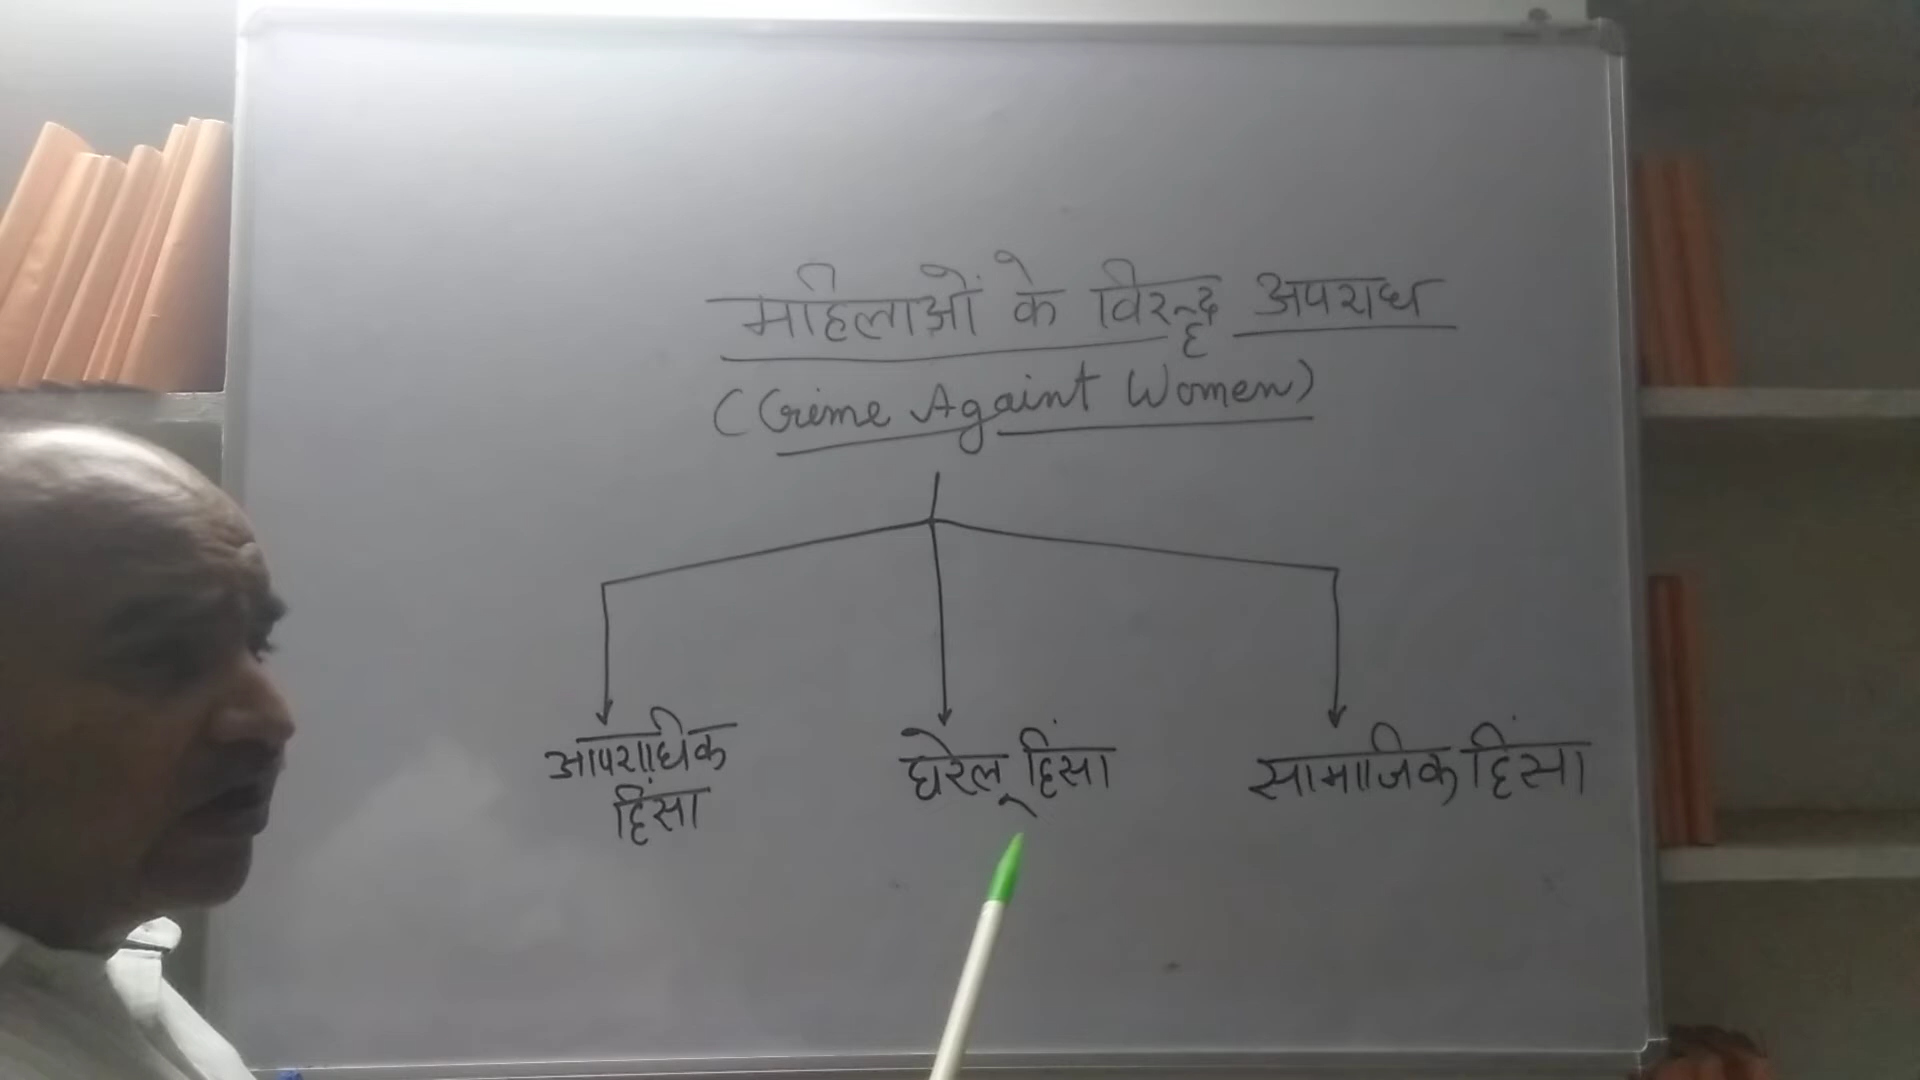 महिलाओं के विरूद्ध अपराध
(Crime Againt Women)
आपराधिक
हिंसा
घरेलू हिंसा
सामाजिक हिंसा